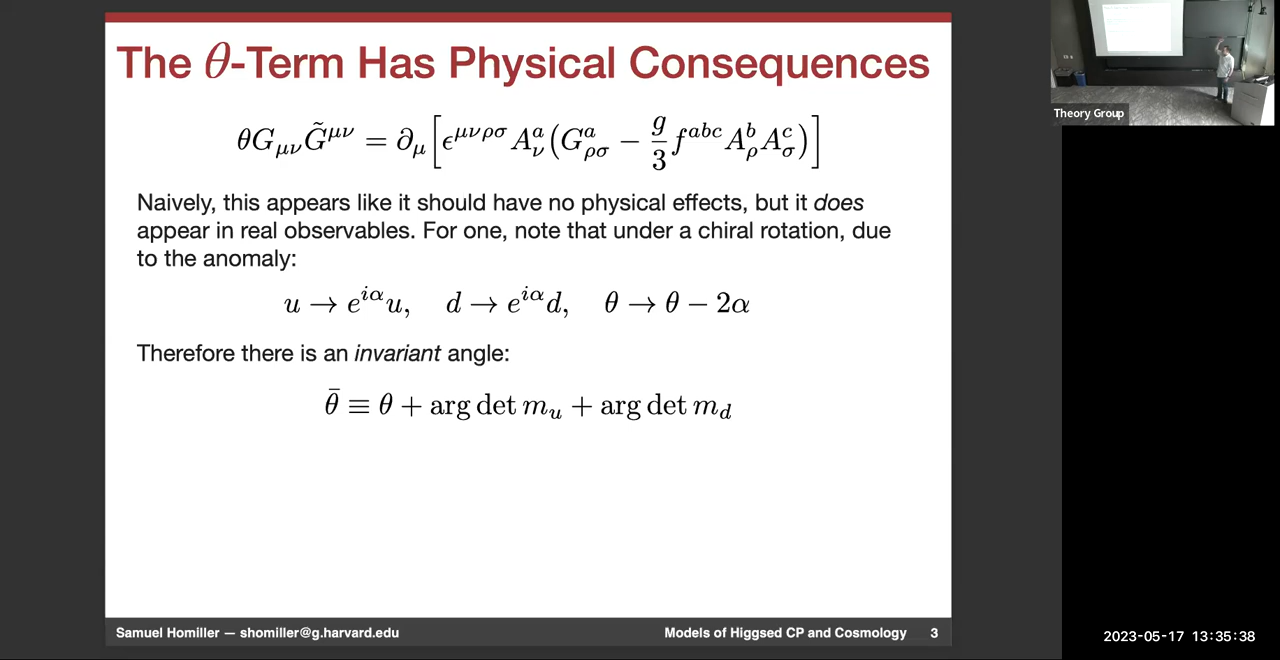 The θ-Term Has Physical Consequences
θG_{μν}G̃^{μν} = ∂_μ[ε^{μνρσ}A^a_ν(G^a_{ρσ} − g/3 f^{abc}A^b_ρA^c_σ)]
Naively, this appears like it should have no physical effects, but it does
appear in real observables. For one, note that under a chiral rotation, due
to the anomaly:
u → e^{iα}u, d → e^{iα}d, θ → θ − 2α
Therefore there is an invariant angle:
θ̄ ≡ θ + arg det m_u + arg det m_d
Samuel Homiller — shomiller@g.harvard.edu
Models of Higgsed CP and Cosmology 3
Theory Group
2023-05-17 13:35:38